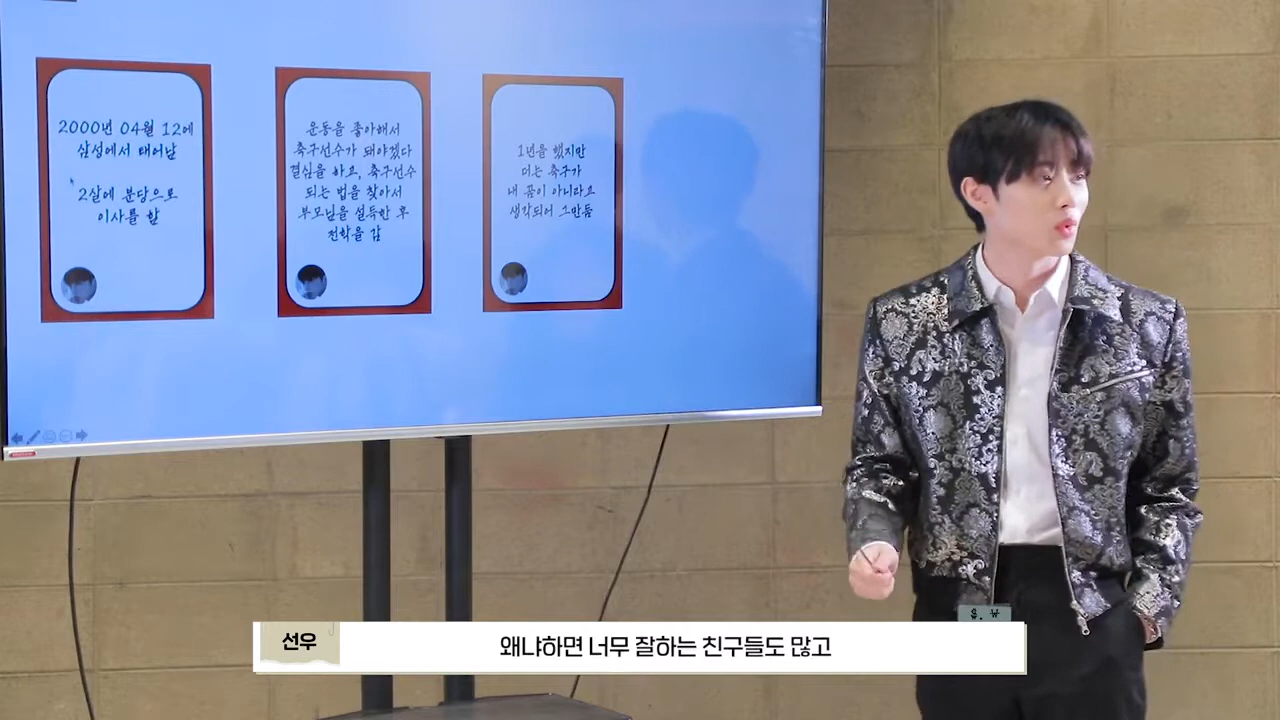 2000년 04월 12에
삼성에서 태어남
2살에 분당으로
이사를 함
운동을 좋아해서
축구선수가 돼야겠다
결심을 하고, 축구선수
되는 법을 찾아서
부모님을 설득한 후
전학을 감
1년을 했지만
더는 축구가
내 꿈이 아니라고
생각되어 그만둠
선우
왜냐하면 너무 잘하는 친구들도 많고